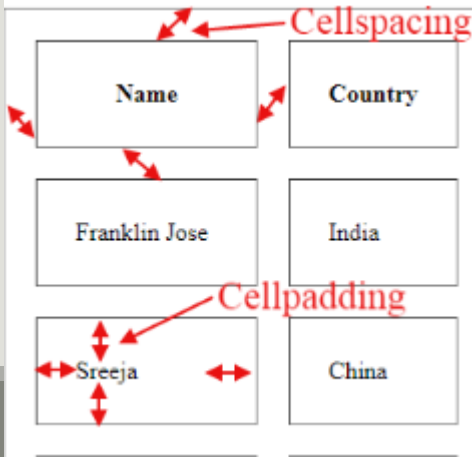 Cellspacing
Name Country
Franklin Jose India
Cellpadding
Sreeja China